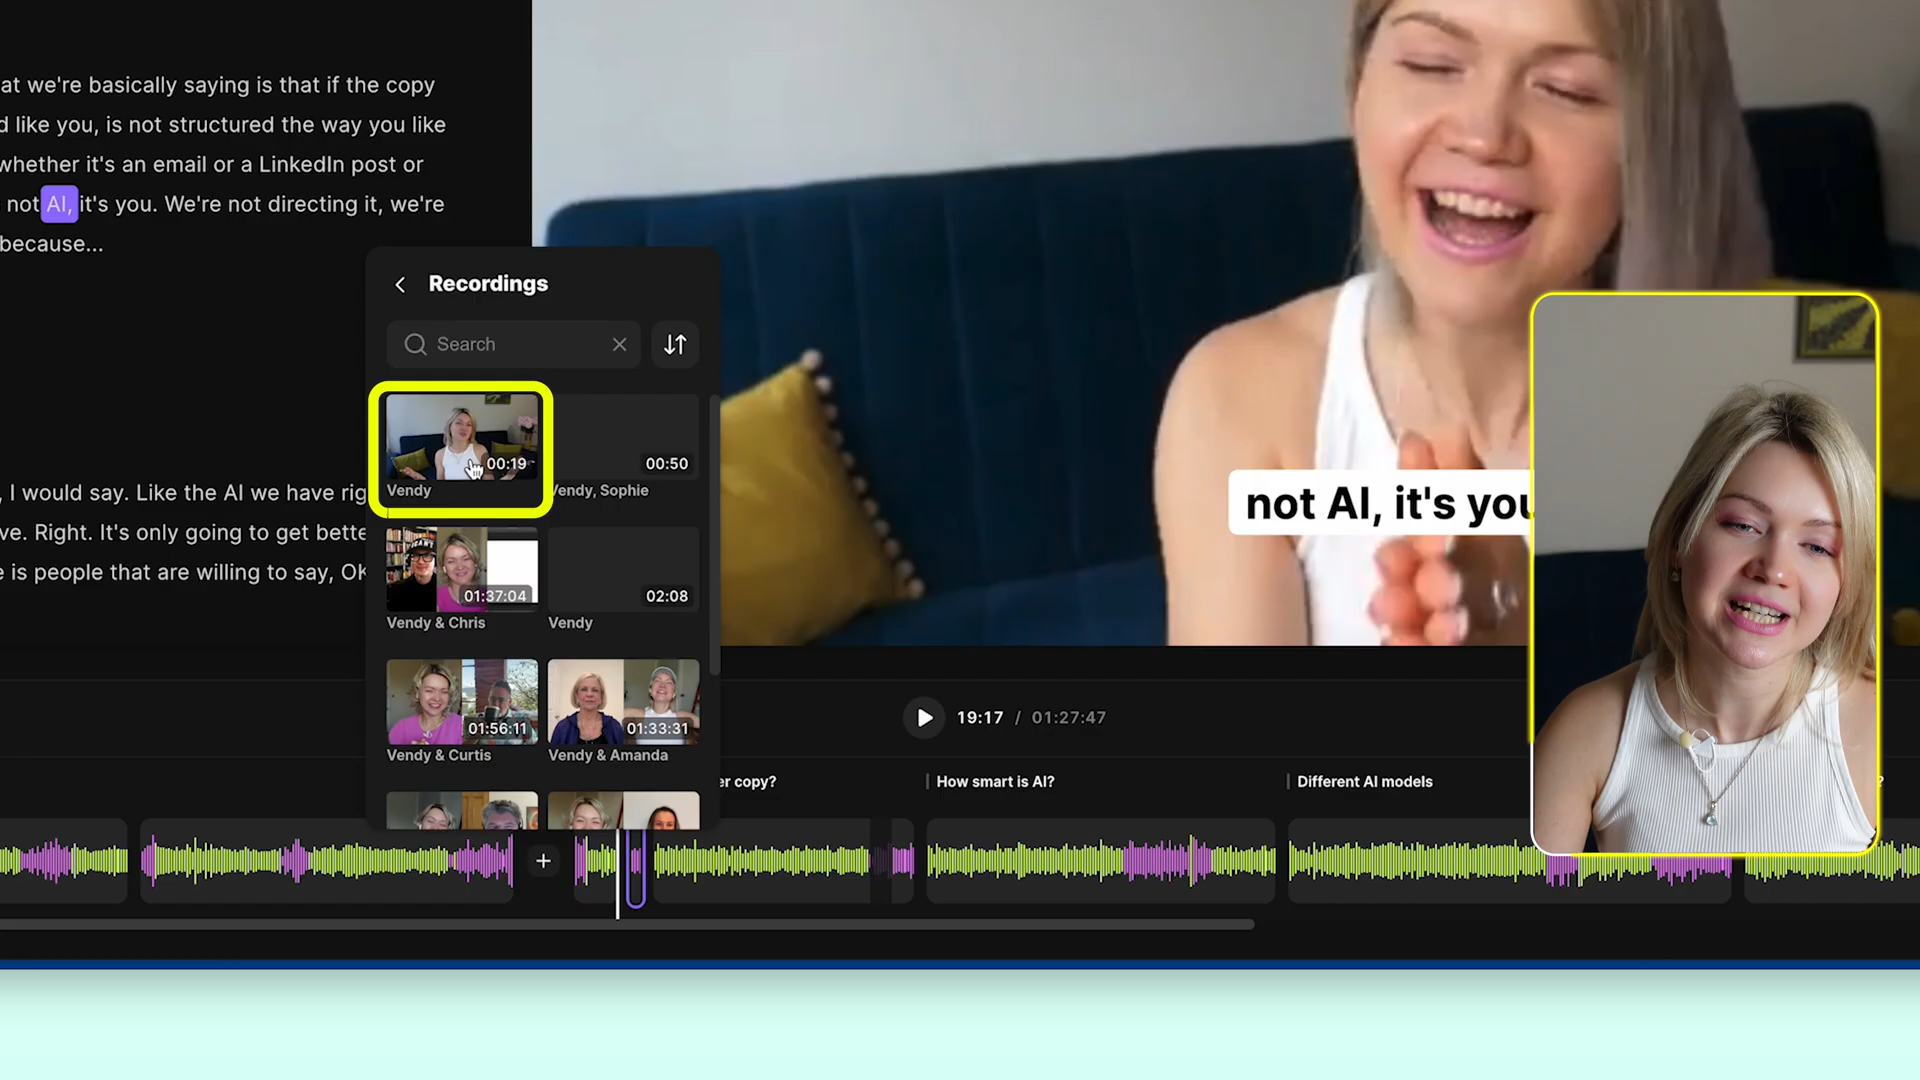 at we're basically saying is that if the copy
d like you, is not structured the way you like
whether it's an email or a LinkedIn post or
not AI, it's you. We're not directing it, we're
because...
Recordings
Search
00:19
Vendy
00:50
Vendy, Sophie
01:37:04
Vendy & Chris
02:08
Vendy
01:56:11
Vendy & Curtis
01:33:31
Vendy & Amanda
, I would say. Like the AI we have rig
ve. Right. It's only going to get bette
e is people that are willing to say, OK
not AI, it's you
19:17 / 01:27:47
er copy?
How smart is AI?
Different AI models
?